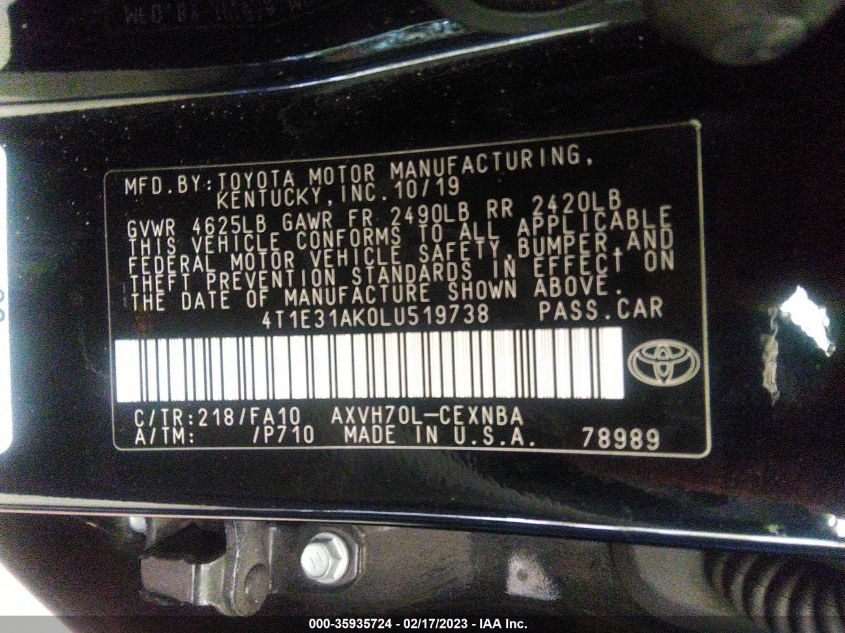 MFD.BY:TOYOTA MOTOR MANUFACTURING,
KENTUCKY,INC. 10/19
GVWR 4625LB GAWR FR 2490LB RR 2420LB
THIS VEHICLE CONFORMS TO ALL APPLICABLE
FEDERAL MOTOR VEHICLE SAFETY,BUMPER,AND
THEFT PREVENTION STANDARDS IN EFFECT ON
THE DATE OF MANUFACTURE SHOWN ABOVE.
4T1E31AK0LU519738 PASS.CAR
C/TR:218/FA10 AXVH70L-CEXNBA
A/TM: /P710 MADE IN U.S.A. 78989
000-35935724 - 02/17/2023 - IAA Inc.